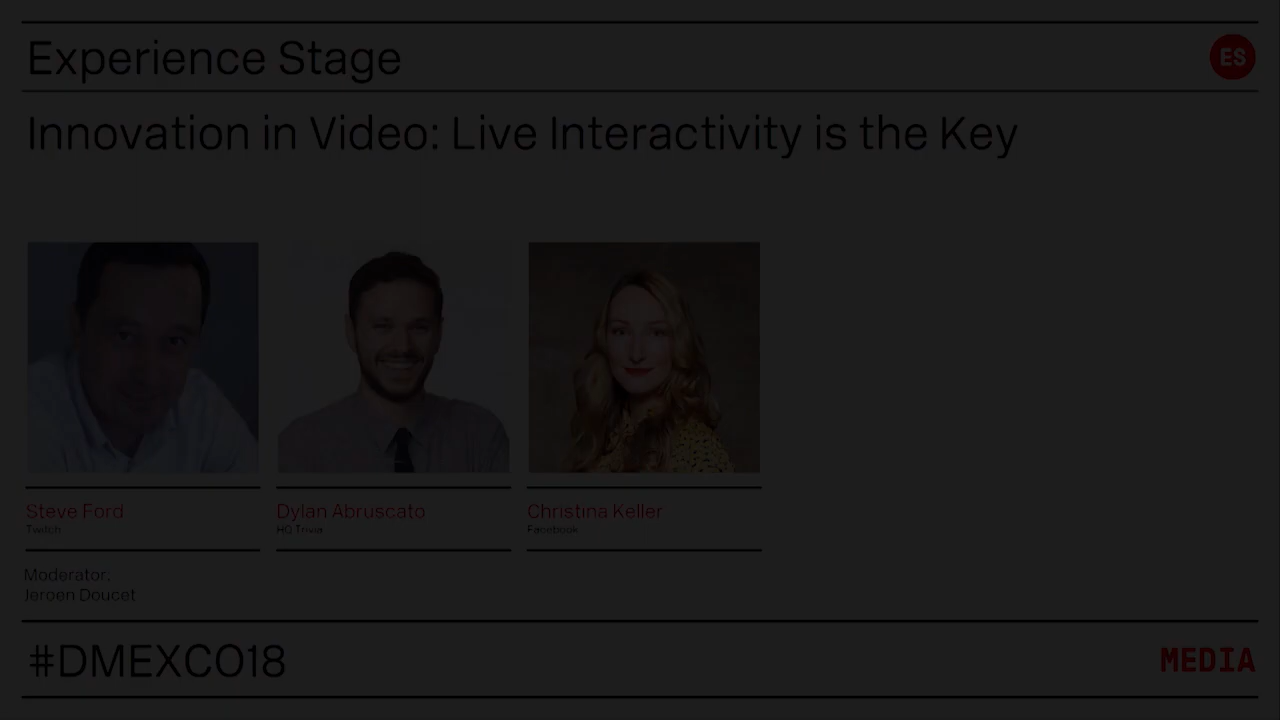 Experience Stage
ES
Innovation in Video: Live Interactivity is the Key
Steve Ford
Twitch
Dylan Abruscato
HQ Trivia
Christina Keller
Facebook
Moderator:
Jeroen Doucet
#DMEXCO18
MEDIA